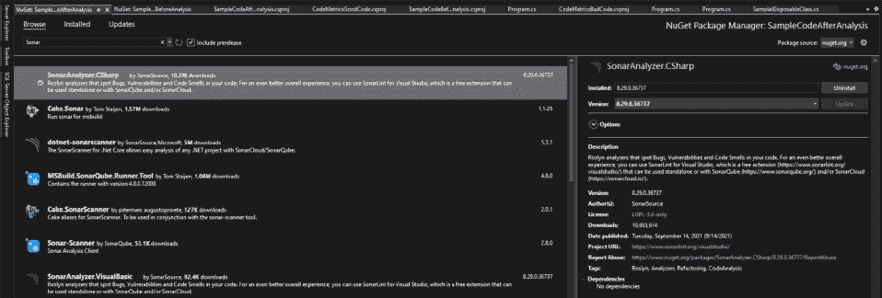 NuGet: Sample...eAfterAnalysis
NuGet: Sam...BeforeAnalysis
SampleCodeAft...nalysis.csproj
CodeMetricsGoodCode.csproj
SampleCodeBef...nalysis.csproj
Program.cs
CodeMetricsBadCode.csproj
Program.cs
Program.cs
SampleDisposableClass.cs
Server Explorer
Toolbox
SQL Server Object Explorer
Browse
Installed
Updates
NuGet Package Manager: SampleCodeAfterAnalysis
Sonar
Include prerelease
Package source: nuget.org
SonarAnalyzer.CSharp by SonarSource,
downloads
8.29.0.36737
Roslyn analyzers that spot Bugs, Vulnerabilities and Code Smells in your code. For an even better overall experience, you can use SonarLint for Visual Studio, which is a free extension that can
be used standalone or with SonarQube and/or SonarCloud.
Cake.Sonar by Tom Staijen, 1,57M downloads
Run sonar for msbuild
dotnet-sonarscanner by SonarSource,Microsoft, 5M downloads
5.3.1
The SonarScanner for .Net Core allows easy analysis of any .NET project with SonarCloud/SonarQube.
MSBuild.SonarQube.Runner.Tool by Tom Staijen, 1,08M downloads
4.8.0
Contains the runner with version 4.8.0.12008
Cake.SonarScanner by pitermarx augustoproiete, 127K downloads
2.0.1
Cake aliases for SonarScanner. To be used in conjunction with the sonar-scanner tool.
Sonar-Scanner by SonarQube, 53,1K downloads
2.8.0
Sonar Analysis Client
SonarAnalyzer.VisualBasic by SonarSource, 92,4K downloads
8.29.0.36737
Roslyn analyzers that spot Bugs, Vulnerabilities and Code Smells in your code. For an even better overall experience, you can use SonarLint for Visual Studio, which is a free extension that can
be used standalone or with SonarQube and/or SonarCloud.
SonarAnalyzer.CSharp
nuget.org
Installed: 8.29.0.36737
Uninstall
Version: 8.29.0.36737
Update
Options
Description
Roslyn analyzers that spot Bugs, Vulnerabilities and Code Smells in your code. For an even better overall
experience, you can use SonarLint for Visual Studio, which is a free extension (https://www.sonarlint.org/
visualstudio/) that can be used standalone or with SonarQube (https://www.sonarqube.org/) and/or SonarCloud
(https://sonarcloud.io/).
Version: 8.29.0.36737
Author(s): SonarSource
License: LGPL-3.0-only
Downloads:
Date published: Tuesday, September 14, 2021 (9/14/2021)
Project URL: https://www.sonarlint.org/visualstudio/
Report Abuse: https://www.nuget.org/packages/SonarAnalyzer.CSharp/8.29.0.36737/ReportAbuse
Tags: Roslyn, Analyzers, Refactoring, CodeAnalysis
Dependencies
No dependencies